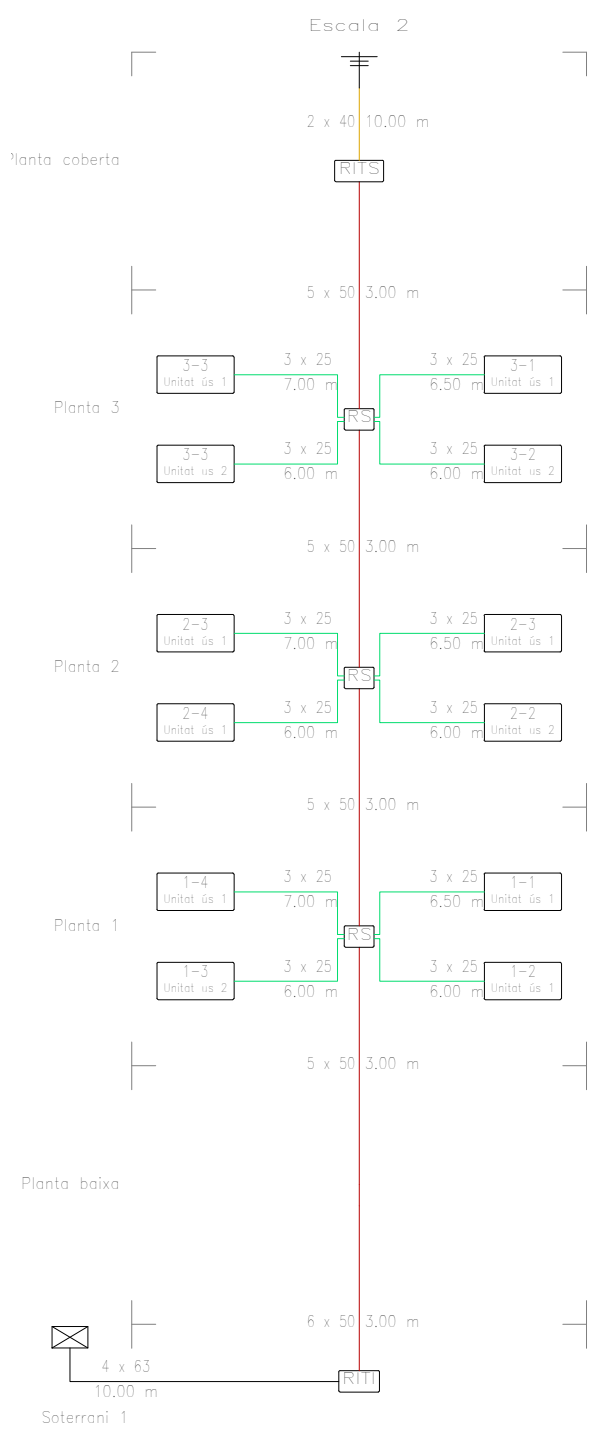 Escala 2
2 x 40 10.00 m
Planta coberta
RITS
5 x 50 3.00 m
3-3
Unitat ús 1
3 x 25
7.00 m
3 x 25
6.50 m
3-1
Unitat ús 1
Planta 3
RS
3-3
Unitat us 2
3 x 25
6.00 m
3 x 25
6.00 m
3-2
Unitat ús 2
5 x 50 3.00 m
2-3
Unitat ús 1
3 x 25
7.00 m
3 x 25
6.50 m
2-3
Unitat ús 1
Planta 2
RS
2-4
Unitat ús 1
3 x 25
6.00 m
3 x 25
6.00 m
2-2
Unitat us 2
5 x 50 3.00 m
1-4
Unitat ús 1
3 x 25
7.00 m
3 x 25
6.50 m
1-1
Unitat ús 1
Planta 1
RS
1-3
Unitat us 2
3 x 25
6.00 m
3 x 25
6.00 m
1-2
Unitat ús 1
5 x 50 3.00 m
Planta baixa
6 x 50 3.00 m
4 x 63
10.00 m
RITI
Soterrani 1